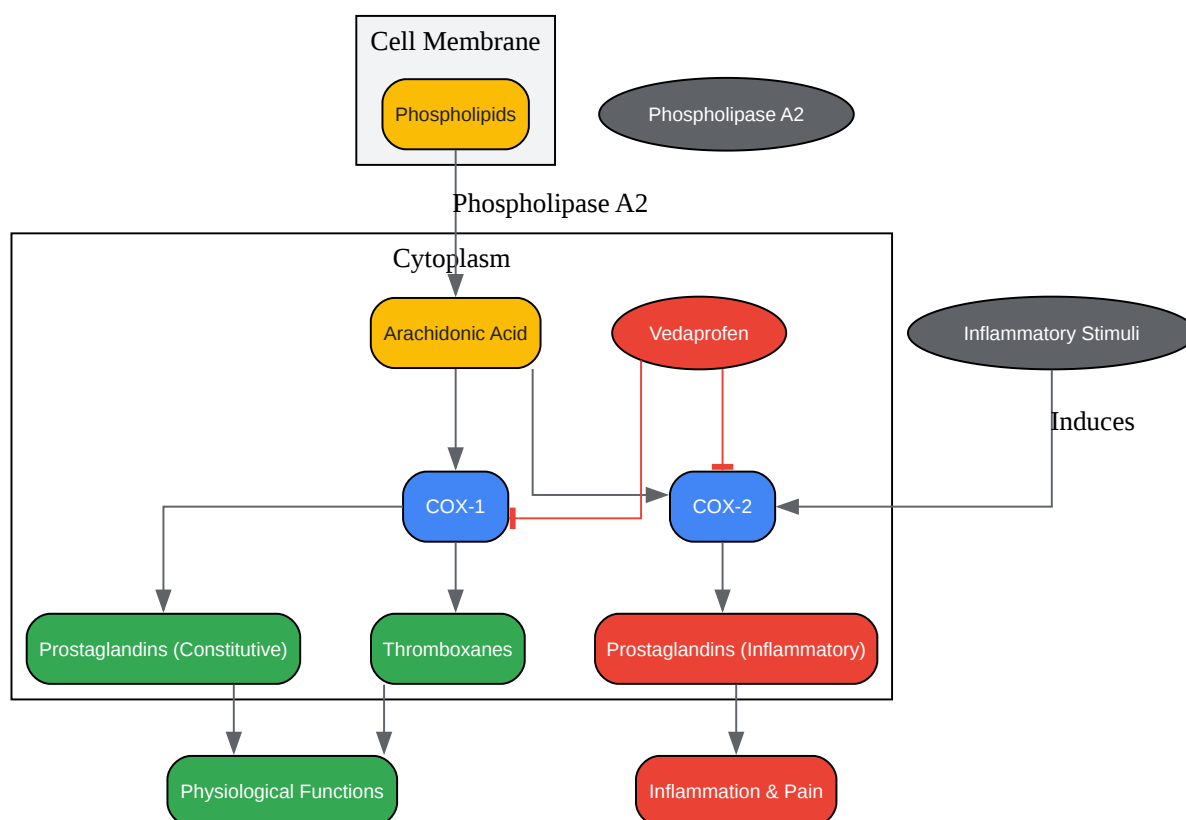 Cell Membrane
Phospholipids
Phospholipase A2
Phospholipase A2
Cytoplasm
Arachidonic Acid
Vedaprofen
Inflammatory Stimuli
Induces
COX-1
COX-2
Prostaglandins (Constitutive)
Thromboxanes
Prostaglandins (Inflammatory)
Physiological Functions
Inflammation & Pain